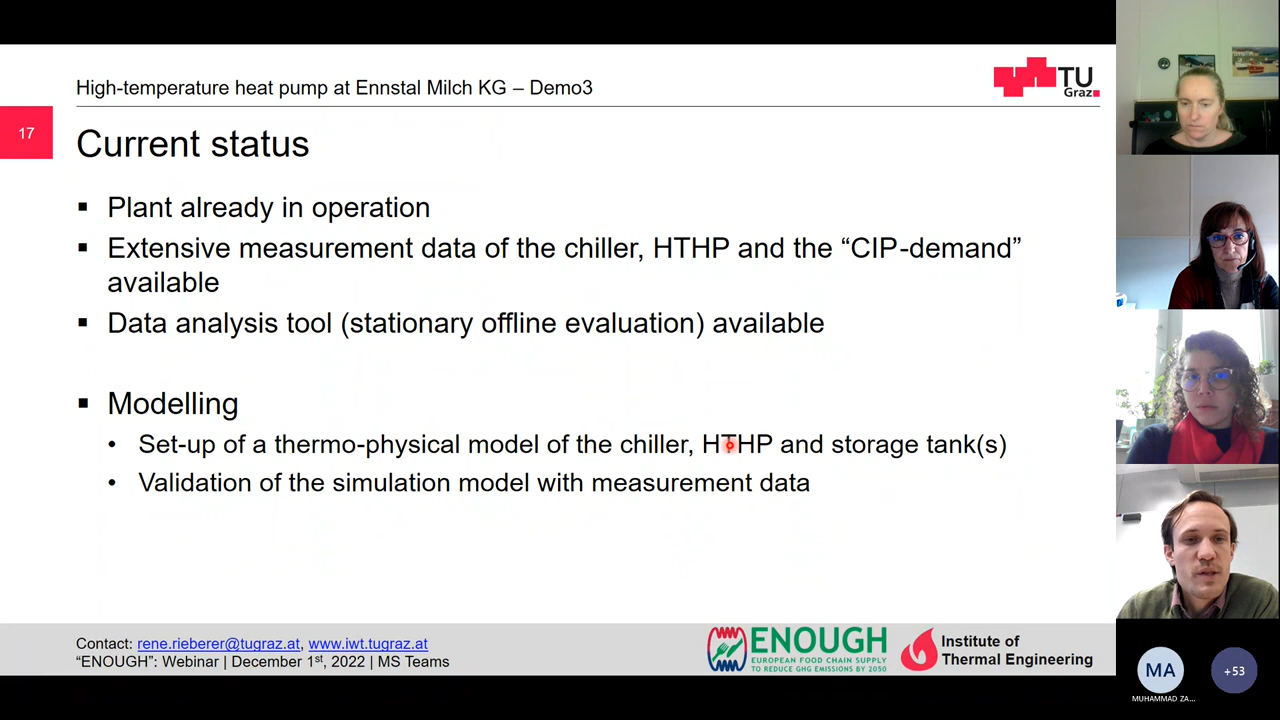 High-temperature heat pump at Ennstal Milch KG – Demo3
TU
Graz
17
Current status
▪ Plant already in operation
▪ Extensive measurement data of the chiller, HTHP and the “CIP-demand”
available
▪ Data analysis tool (stationary offline evaluation) available
▪ Modelling
• Set-up of a thermo-physical model of the chiller, HTHP and storage tank(s)
• Validation of the simulation model with measurement data
Contact: rene.rieberer@tugraz.at, www.iwt.tugraz.at
“ENOUGH”: Webinar | December 1st, 2022 | MS Teams
ENOUGH
EUROPEAN FOOD CHAIN SUPPLY
TO REDUCE GHG EMISSIONS BY 2050
Institute of
Thermal Engineering
MA
MUHAMMAD ZA...
+53